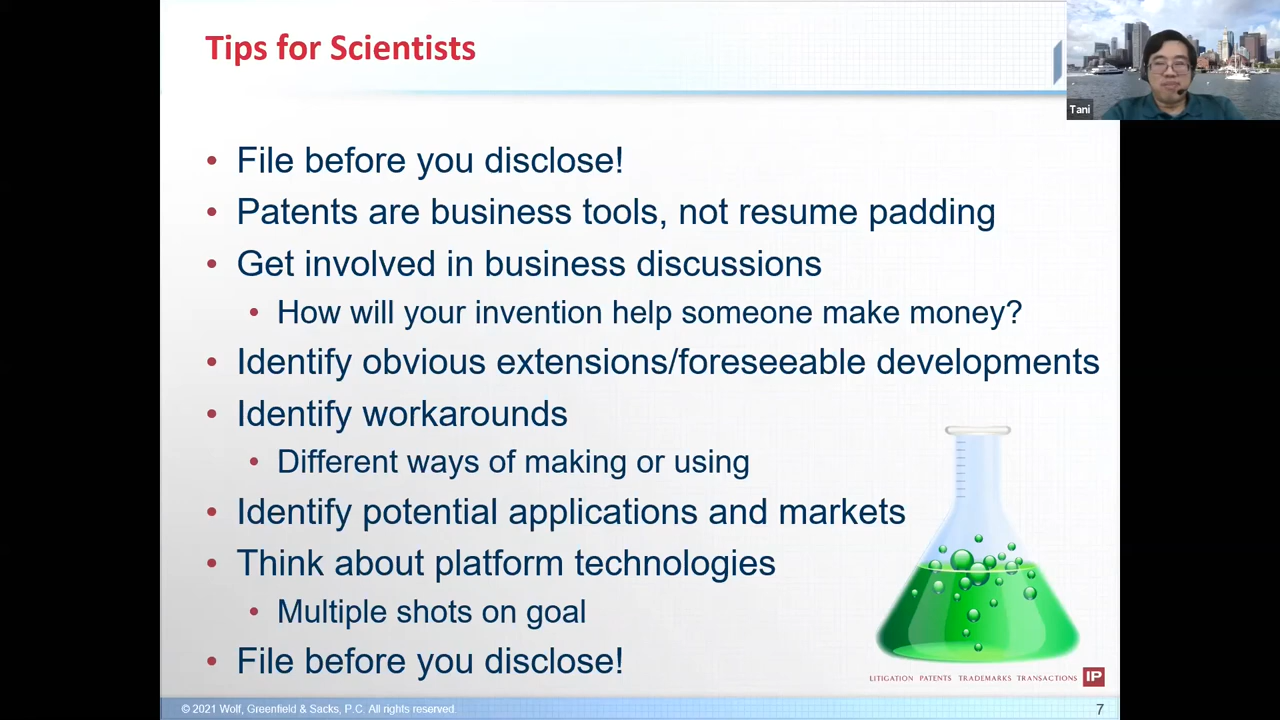 Tips for Scientists
Tani
• File before you disclose!
• Patents are business tools, not resume padding
• Get involved in business discussions
• How will your invention help someone make money?
• Identify obvious extensions/foreseeable developments
• Identify workarounds
• Different ways of making or using
• Identify potential applications and markets
• Think about platform technologies
• Multiple shots on goal
• File before you disclose!
LITIGATION PATENTS TRADEMARKS TRANSACTIONS IP
© 2021 Wolf, Greenfield & Sacks, P.C. All rights reserved.
7